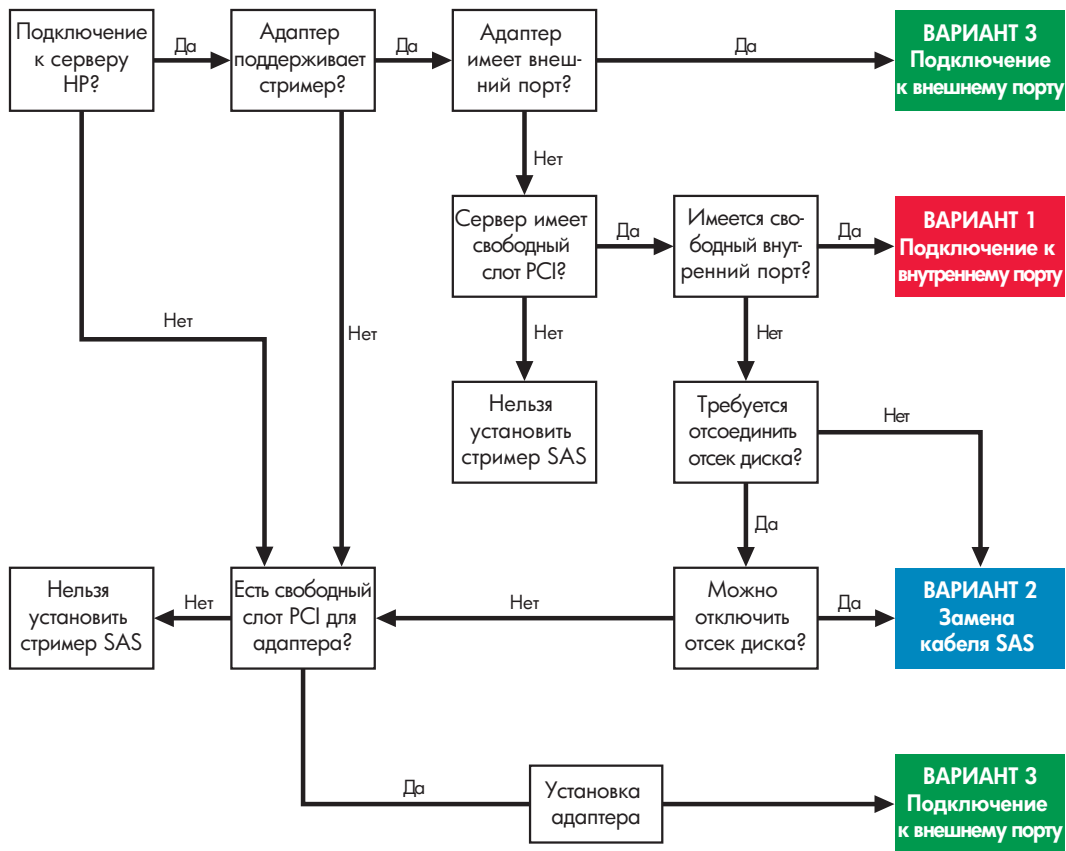 Подключение
к серверу
HP?
Да
Адаптер
поддерживает
стример?
Да
Адаптер
имеет внеш-
ний порт?
Да
ВАРИАНТ 3
Подключение
к внешнему порту
Нет
Сервер имеет
свободный
слот PCI?
Да
Имеется сво-
бодный внут-
ренний порт?
Да
ВАРИАНТ 1
Подключение к
внутреннему порту
Нет
Нет
Нет
Нет
Нельзя
установить
стример SAS
Требуется
отсоединить
отсек диска?
Нет
Да
Нельзя
установить
стример SAS
Нет
Есть свободный
слот PCI для
адаптера?
Нет
Можно
отключить
отсек диска?
Да
ВАРИАНТ 2
Замена
кабеля SAS
Да
Установка
адаптера
ВАРИАНТ 3
Подключение
к внешнему порту